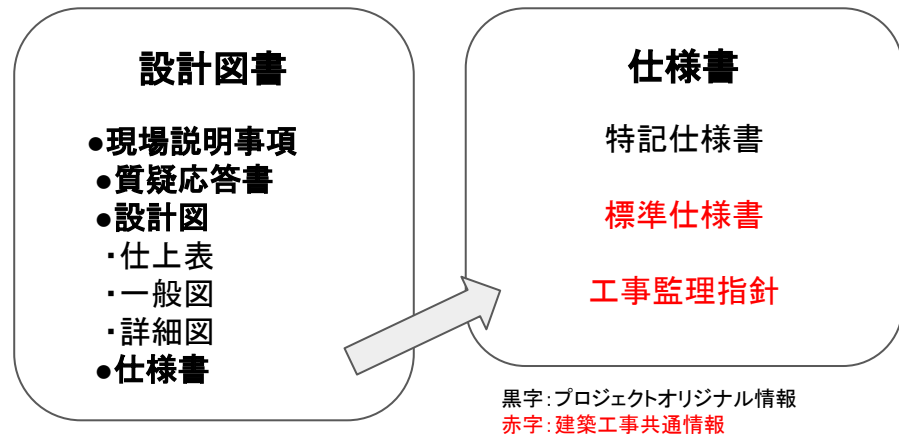 設計図書
●現場説明事項
●質疑応答書
●設計図
・仕上表
・一般図
・詳細図
●仕様書
仕様書
特記仕様書
標準仕様書
工事監理指針
黒字：プロジェクトオリジナル情報
赤字：建築工事共通情報